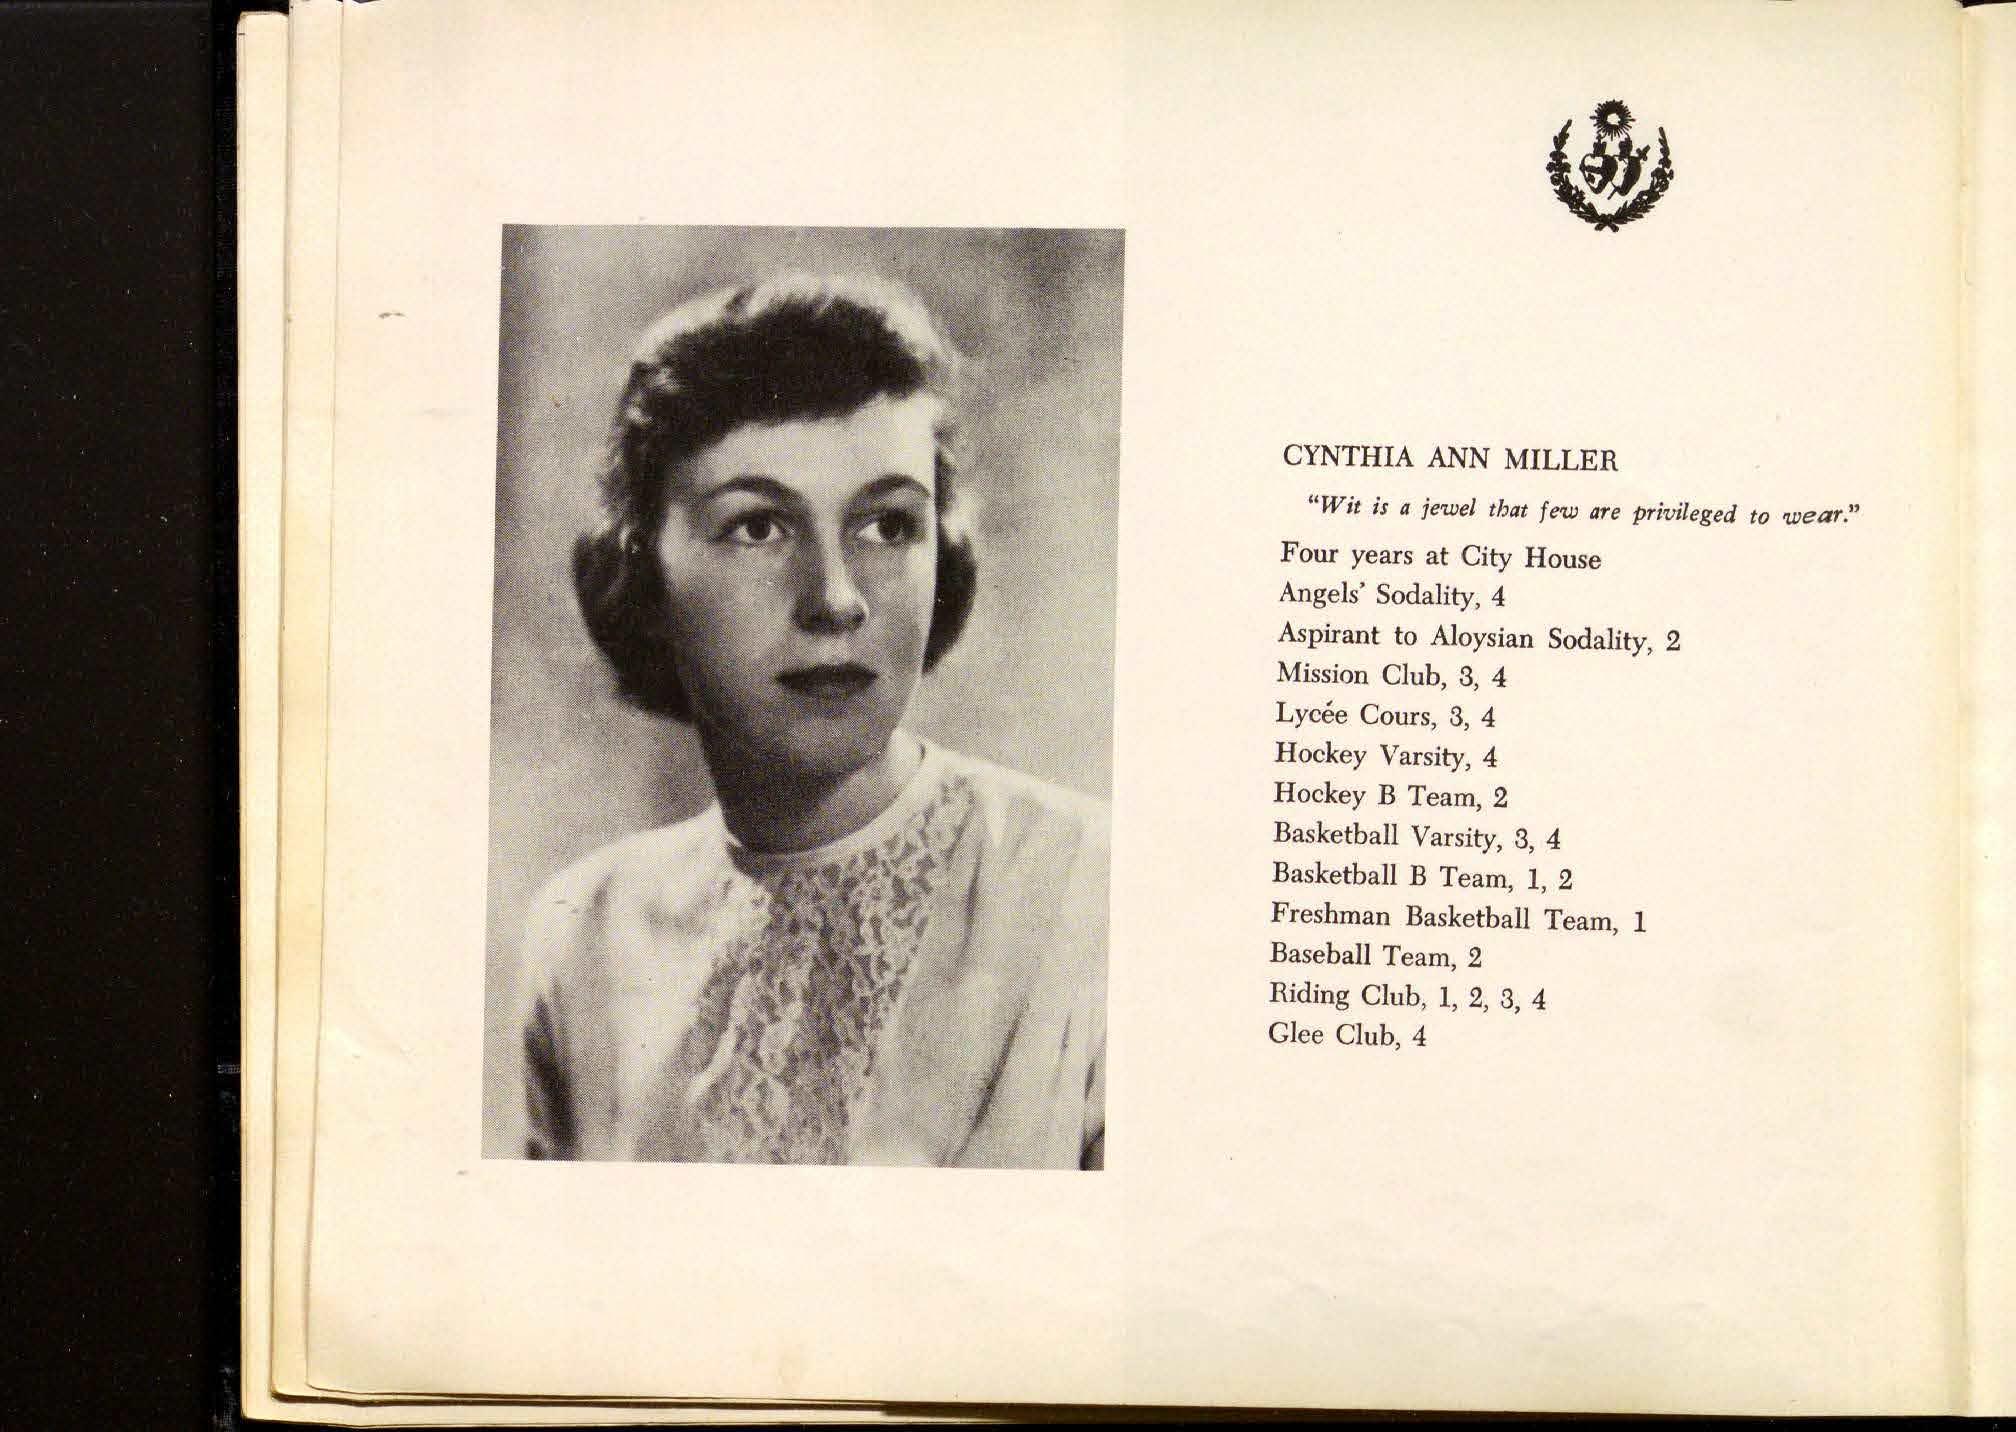 CYNTHIA ANN MILLER
“Wit is a jewel that few are privileged to wear.”
Four years at City House
Angels’ Sodality, 4
Aspirant to Aloysian Sodality, 2
Mission Club, 3, 4
Lycée Cours, 3, 4
Hockey Varsity, 4
Hockey B Team, 2
Basketball Varsity, 3, 4
Basketball B Team, 1, 2
Freshman Basketball Team, 1
Baseball Team, 2
Riding Club, 1, 2, 3, 4
Glee Club, 4